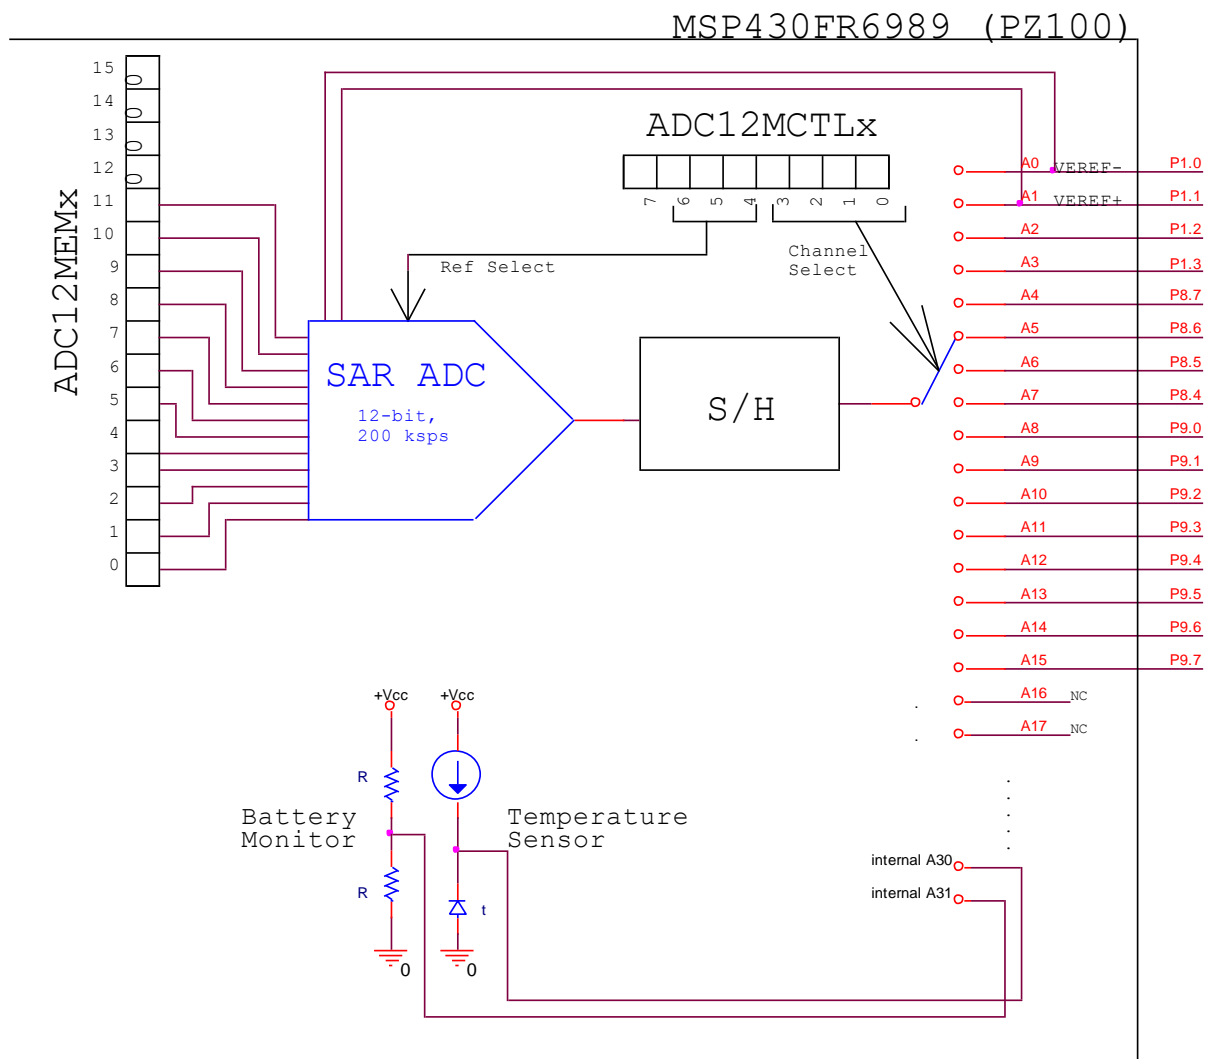 MSP430FR6989 (PZ100)
ADC12MEMx
15
14
13
12
11
10
9
8
7
6
5
4
3
2
1
0
0
0
0
0
ADC12MCTLx
7
6
5
4
3
2
1
0
Ref Select
Channel
Select
SAR ADC
12-bit,
200 ksps
S/H
A0 VEREF- P1.0
A1 VEREF+ P1.1
A2 P1.2
A3 P1.3
A4 P8.7
A5 P8.6
A6 P8.5
A7 P8.4
A8 P9.0
A9 P9.1
A10 P9.2
A11 P9.3
A12 P9.4
A13 P9.5
A14 P9.6
A15 P9.7
A16 NC
A17 NC
internal A30
internal A31
+Vcc
+Vcc
R
R
Battery
Monitor
Temperature
Sensor
t
0
0